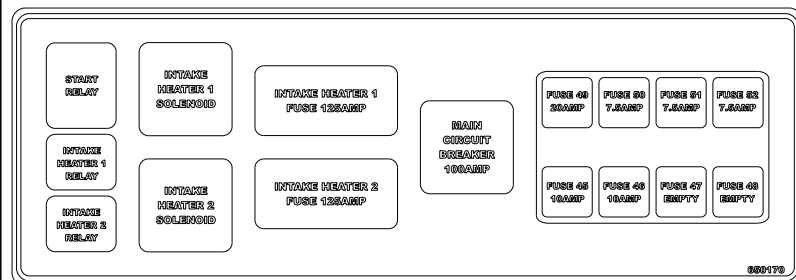 START
RELAY
INTAKE
HEATER 1
RELAY
INTAKE
HEATER 2
RELAY
INTAKE
HEATER 1
SOLENOID
INTAKE
HEATER 2
SOLENOID
INTAKE HEATER 1
FUSE 125AMP
INTAKE HEATER 2
FUSE 125AMP
MAIN
CIRCUIT
BREAKER
100AMP
FUSE 49
20AMP
FUSE 50
7.5AMP
FUSE 51
7.5AMP
FUSE 52
7.5AMP
FUSE 45
10AMP
FUSE 46
10AMP
FUSE 47
EMPTY
FUSE 48
EMPTY
650170